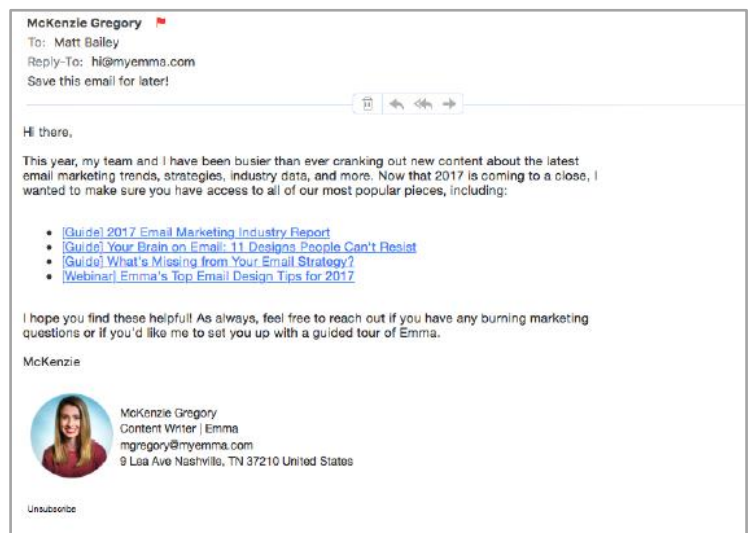 McKenzie Gregory
To: Matt Bailey
Reply-To: hi@myemma.com
Save this email for later!
Hi there,
This year, my team and I have been busier than ever cranking out new content about the latest
email marketing trends, strategies, industry data, and more. Now that 2017 is coming to a close, I
wanted to make sure you have access to all of our most popular pieces, including:
• [Guide] 2017 Email Marketing Industry Report
• [Guide] Your Brain on Email: 11 Designs People Can't Resist
• [Guide] What's Missing from Your Email Strategy?
• [Webinar] Emma's Top Email Design Tips for 2017
I hope you find these helpful! As always, feel free to reach out if you have any burning marketing
questions or if you'd like me to set you up with a guided tour of Emma.
McKenzie
McKenzie Gregory
Content Writer | Emma
mgregory@myemma.com
9 Lea Ave Nashville, TN 37210 United States
Unsubscribe